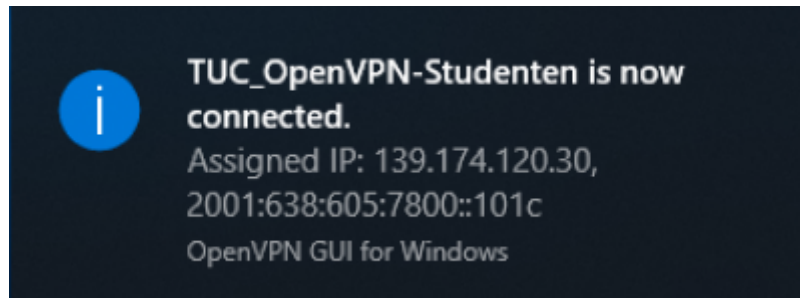 TUC_OpenVPN-Studenten is now
connected.
Assigned IP: 139.174.120.30,
2001:638:605:7800::101c
OpenVPN GUI for Windows